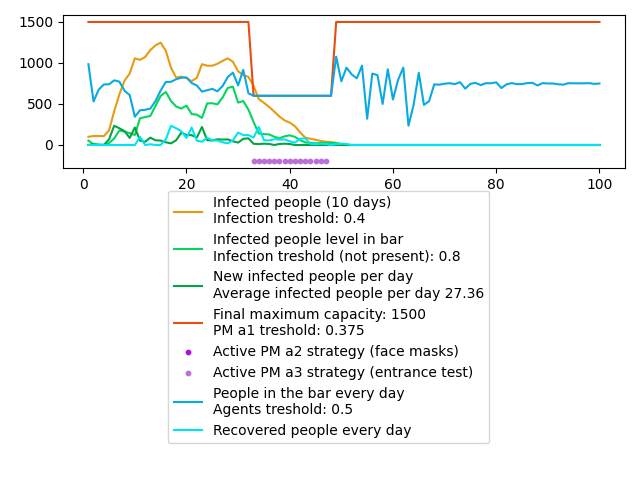 1500
1000
500
0
0 20 40 60 80 100
Infected people (10 days)
Infection treshold: 0.4
Infected people level in bar
Infection treshold (not present): 0.8
New infected people per day
Average infected people per day 27.36
Final maximum capacity: 1500
PM a1 treshold: 0.375
Active PM a2 strategy (face masks)
Active PM a3 strategy (entrance test)
People in the bar every day
Agents treshold: 0.5
Recovered people every day